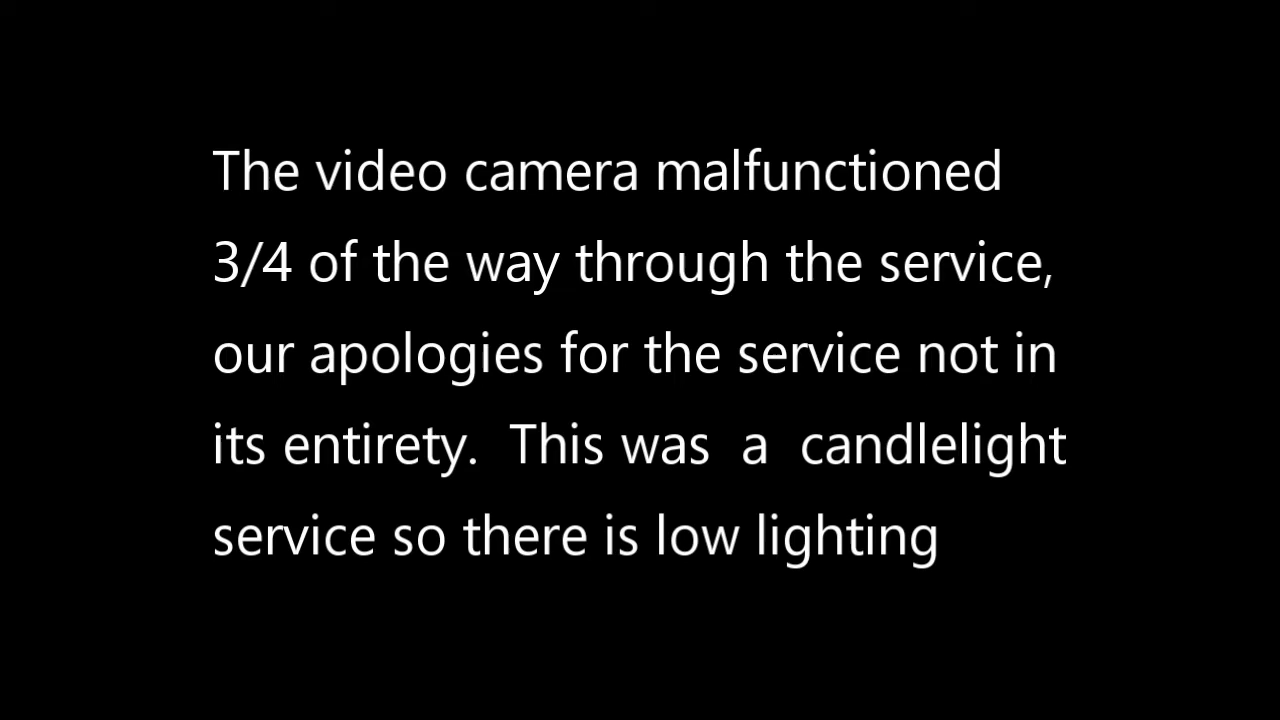 The video camera malfunctioned
3/4 of the way through the service,
our apologies for the service not in
its entirety.  This was  a  candlelight
service so there is low lighting